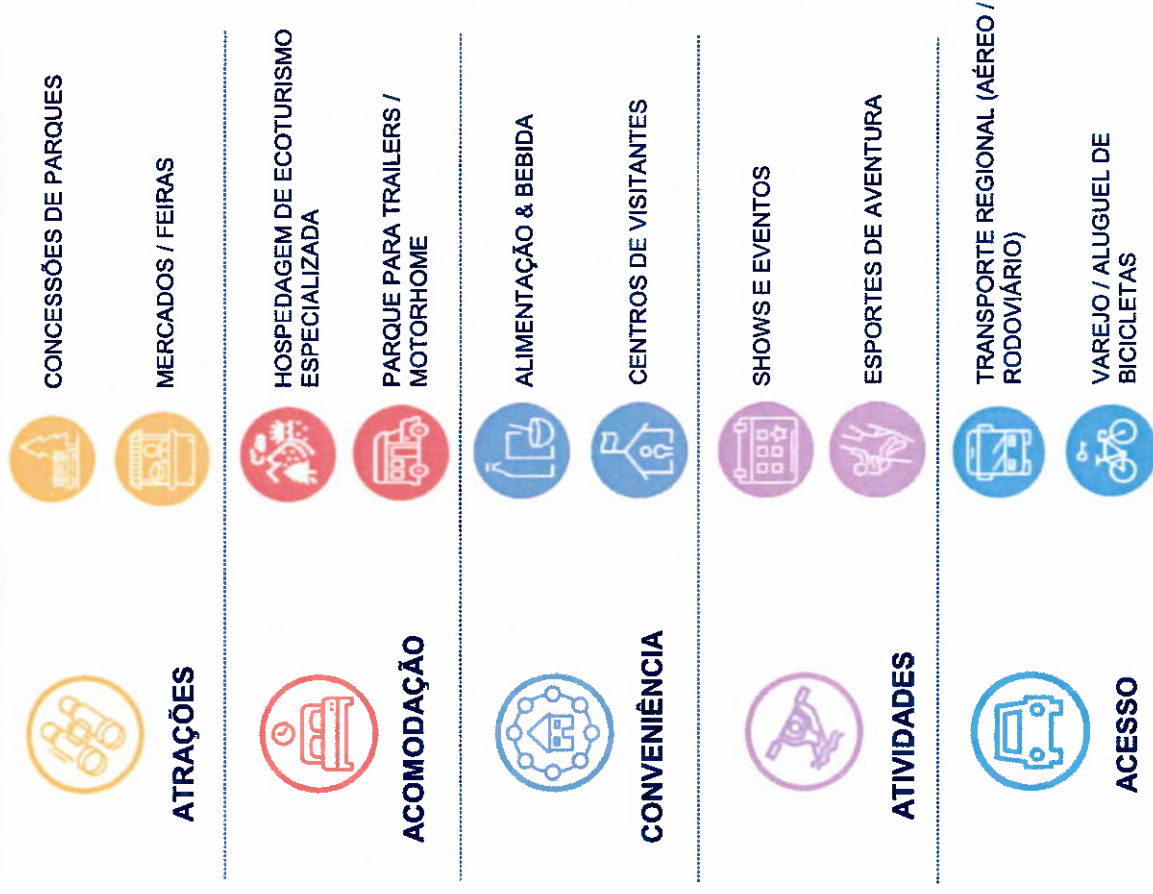 ATRAÇÕES
CONCESSÕES DE PARQUES
MERCADOS / FEIRAS
ACOMODAÇÃO
HOSPEDAGEM DE ECOTURISMO
ESPECIALIZADA
PARQUE PARA TRAILERS /
MOTORHOME
CONVENIÊNCIA
ALIMENTAÇÃO & BEBIDA
CENTROS DE VISITANTES
ATIVIDADES
SHOWS E EVENTOS
ESPORTES DE AVENTURA
ACESSO
TRANSPORTE REGIONAL (AÉREO /
RODOVIÁRIO)
VAREJO / ALUGUEL DE
BICICLETAS